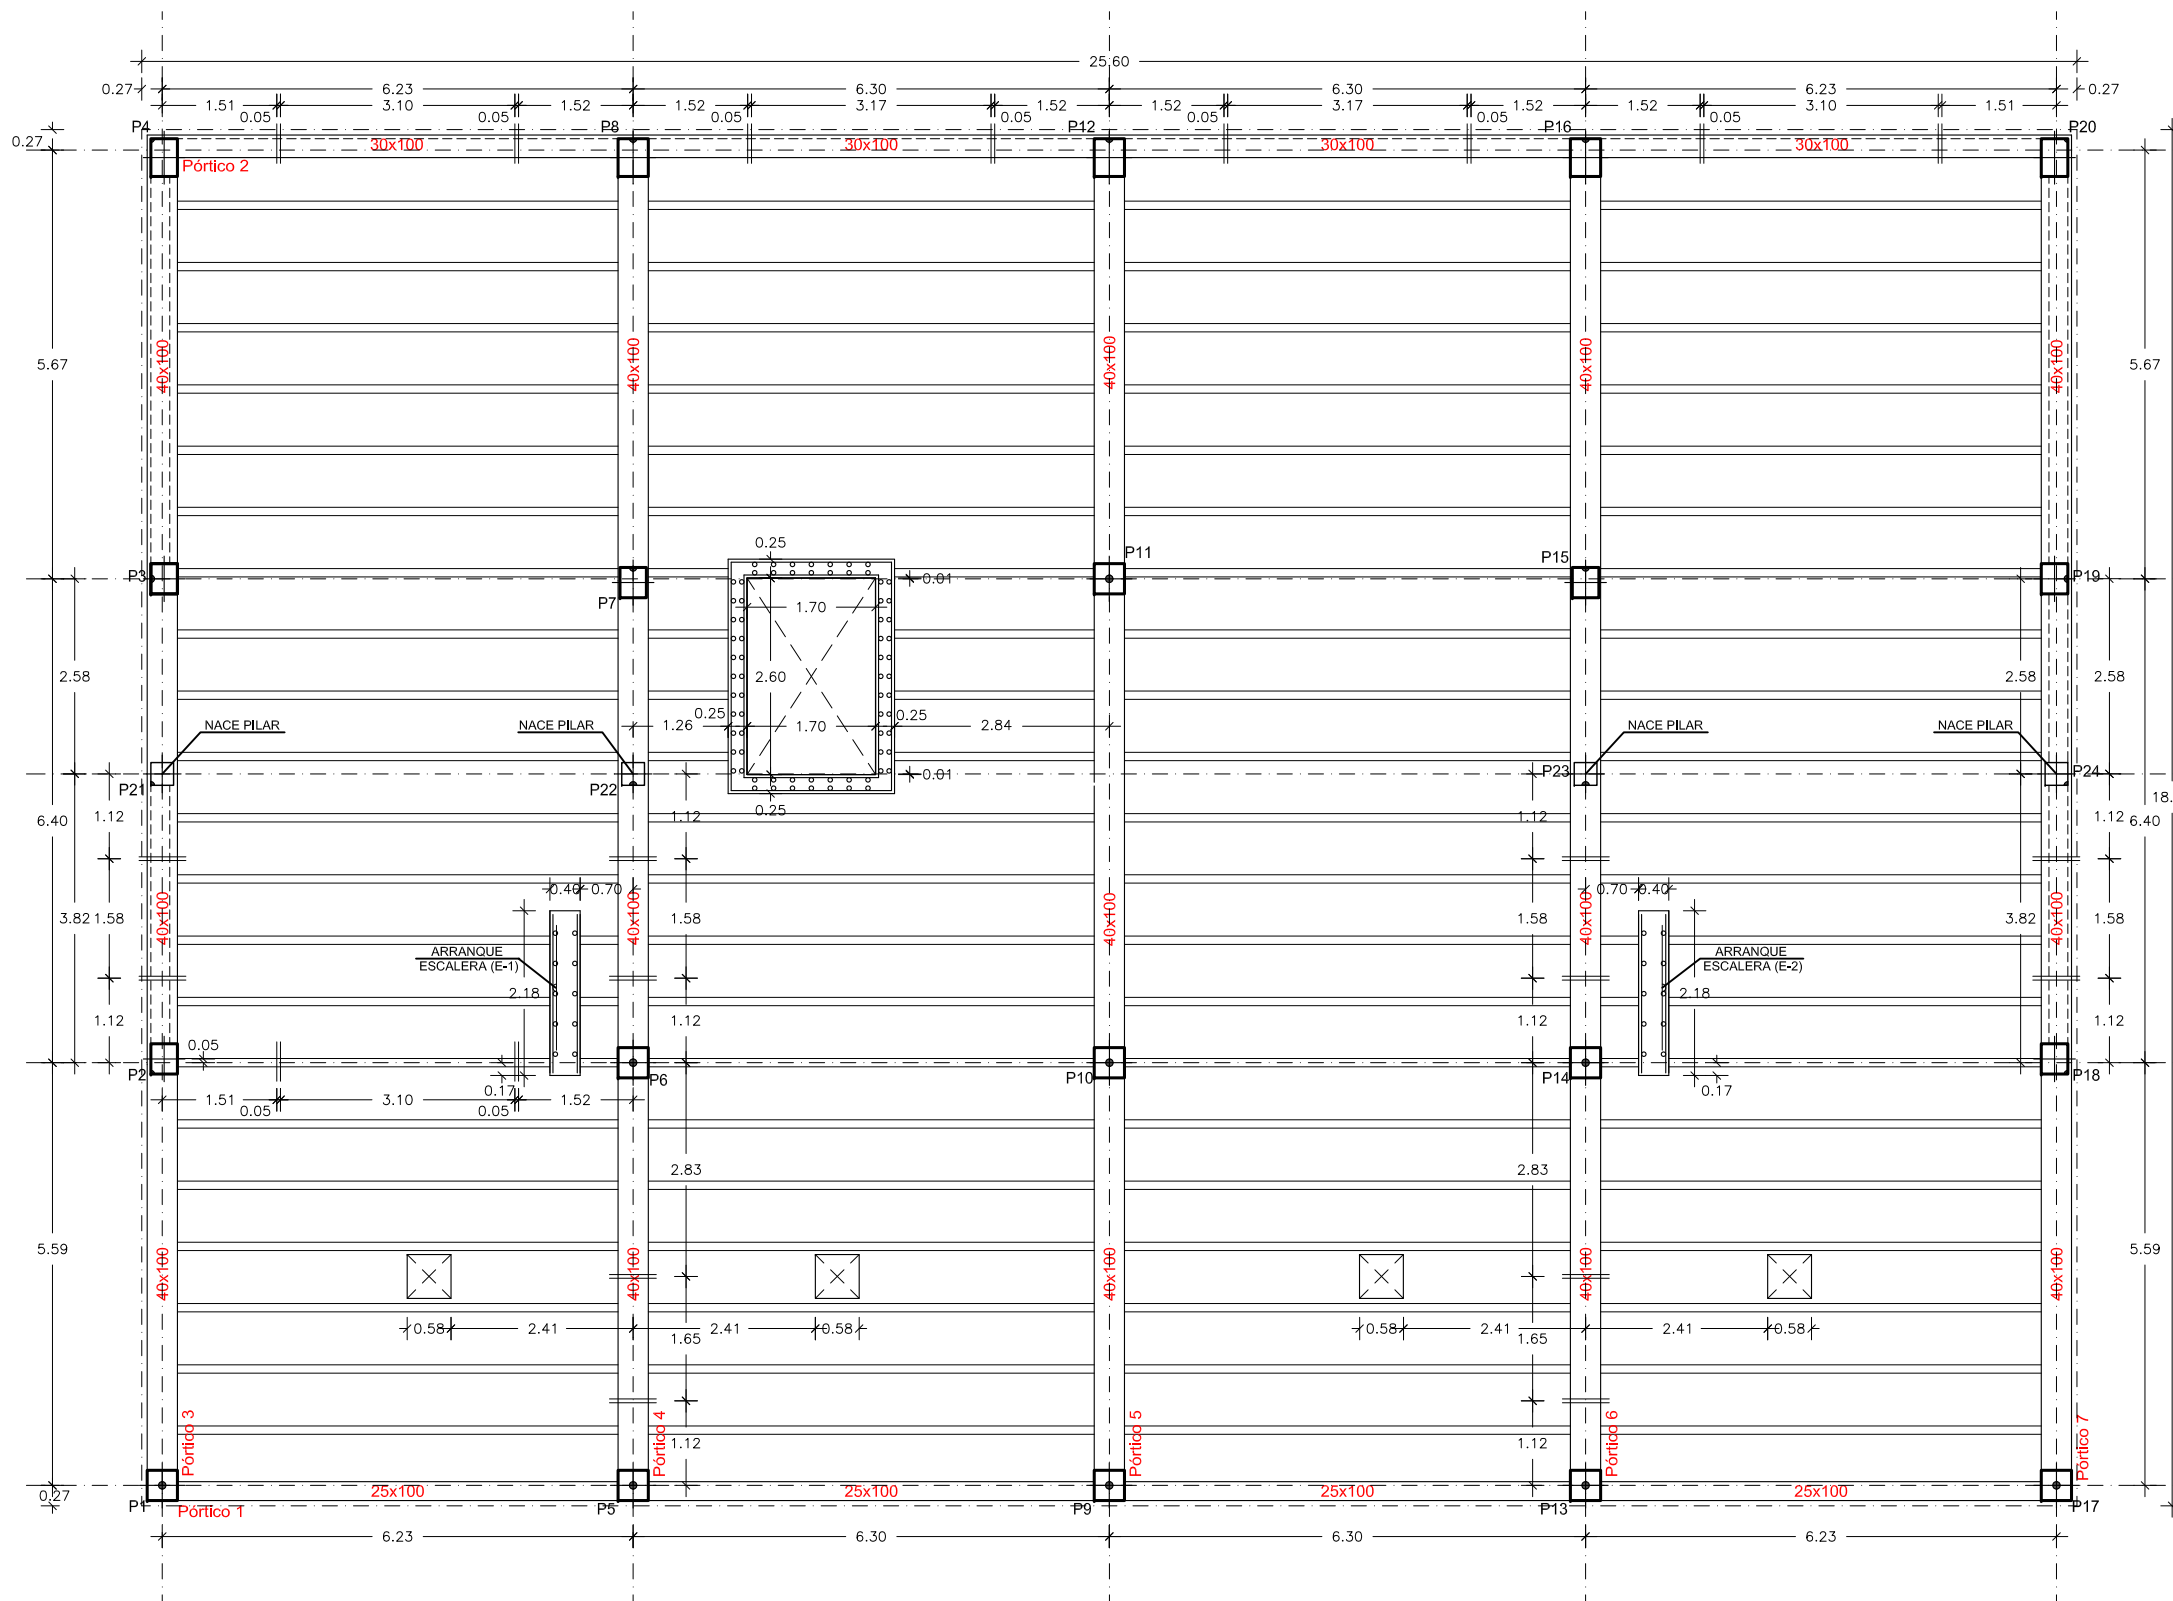 25.60
0.27
6.23
6.30
6.30
6.23
0.27
1.51
3.10
1.52
1.52
3.17
1.52
1.52
3.17
1.52
1.52
3.10
1.51
0.05
0.05
0.05
0.05
0.05
0.05
0.05
P4
P8
P12
P16
P20
0.27
30x100
30x100
30x100
30x100
Pórtico 2
5.67
40x100
40x100
40x100
40x100
40x100
5.67
0.25
P11
P15
P3
0.01
P19
P7
1.70
2.58
2.60
2.58
2.58
0.25
0.25
1.26
1.70
2.84
NACE PILAR
NACE PILAR
NACE PILAR
NACE PILAR
P21
P22
0.01
P23
P24
0.25
18.
6.40
1.12
1.12
1.12
1.12
6.40
0.40
0.70
0.70
0.40
3.82
1.58
40x100
40x100
1.58
40x100
1.58
40x100
3.82
40x100
1.58
ARRANQUE
ESCALERA (E-1)
ARRANQUE
ESCALERA (E-2)
2.18
2.18
1.12
1.12
1.12
1.12
0.05
P2
P6
P10
P14
P18
0.17
0.17
1.51
0.05
3.10
0.05
1.52
2.83
2.83
5.59
40x100
40x100
40x100
40x100
40x100
5.59
0.58
2.41
2.41
0.58
0.58
2.41
2.41
0.58
1.65
1.65
Pórtico 3
Pórtico 4
Pórtico 5
Pórtico 6
Pórtico 7
1.12
1.12
0.27
25x100
25x100
25x100
25x100
P1
Pórtico 1
P5
P9
P13
P17
6.23
6.30
6.30
6.23